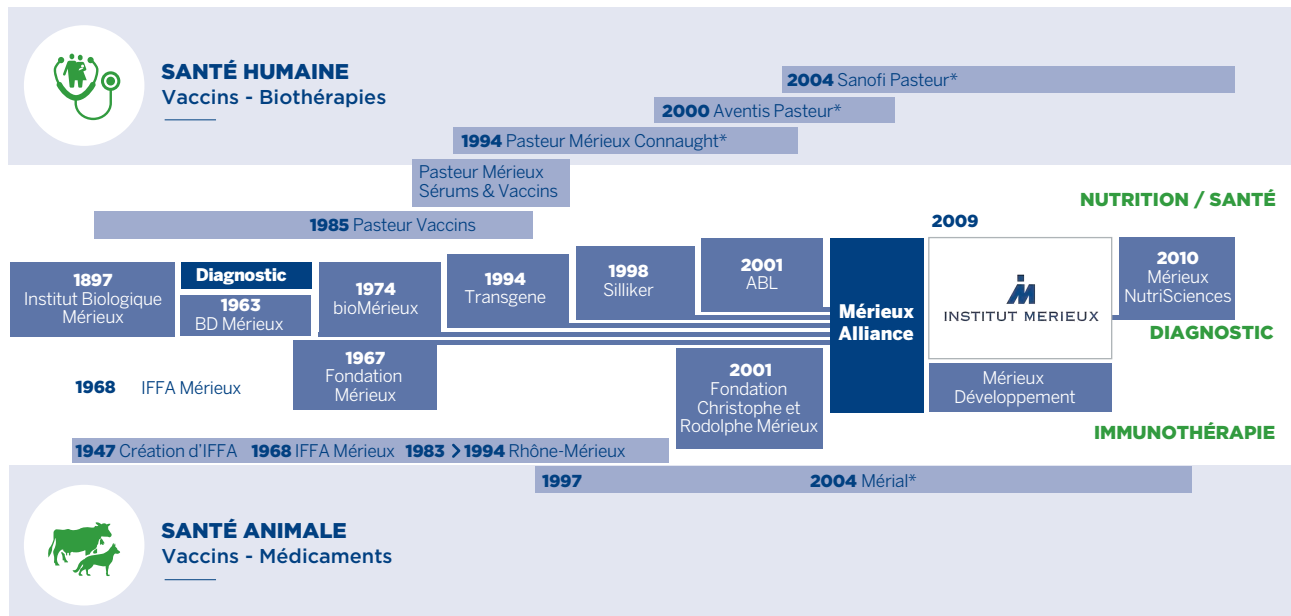 SANTÉ HUMAINE
Vaccins - Biothérapies
2004 Sanofi Pasteur*
2000 Aventis Pasteur*
1994 Pasteur Mérieux Connaught*
Pasteur Mérieux
Sérums & Vaccins
1985 Pasteur Vaccins
NUTRITION / SANTÉ
1897
Institut Biologique
Mérieux
Diagnostic
1963
BD Mérieux
1974
bioMérieux
1994
Transgene
1998
Silliker
2001
ABL
Mérieux
Alliance
2009
INSTITUT MERIEUX
2010
Mérieux
NutriSciences
DIAGNOSTIC
1967
Fondation
Mérieux
2001
Fondation
Christophe et
Rodolphe Mérieux
Mérieux
Développement
1968 IFFA Mérieux
IMMUNOTHÉRAPIE
1947 Création d'IFFA 1968 IFFA Mérieux 1983 > 1994 Rhône-Mérieux
1997 2004 Mérial*
SANTÉ ANIMALE
Vaccins - Médicaments